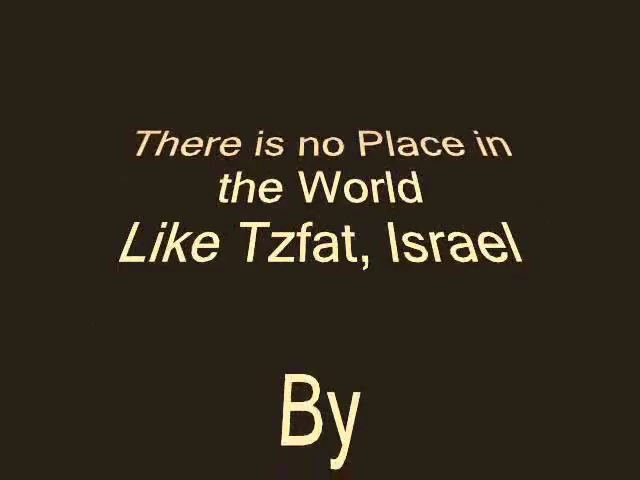 There is no Place in
the World
Like Tzfat, Israel
By